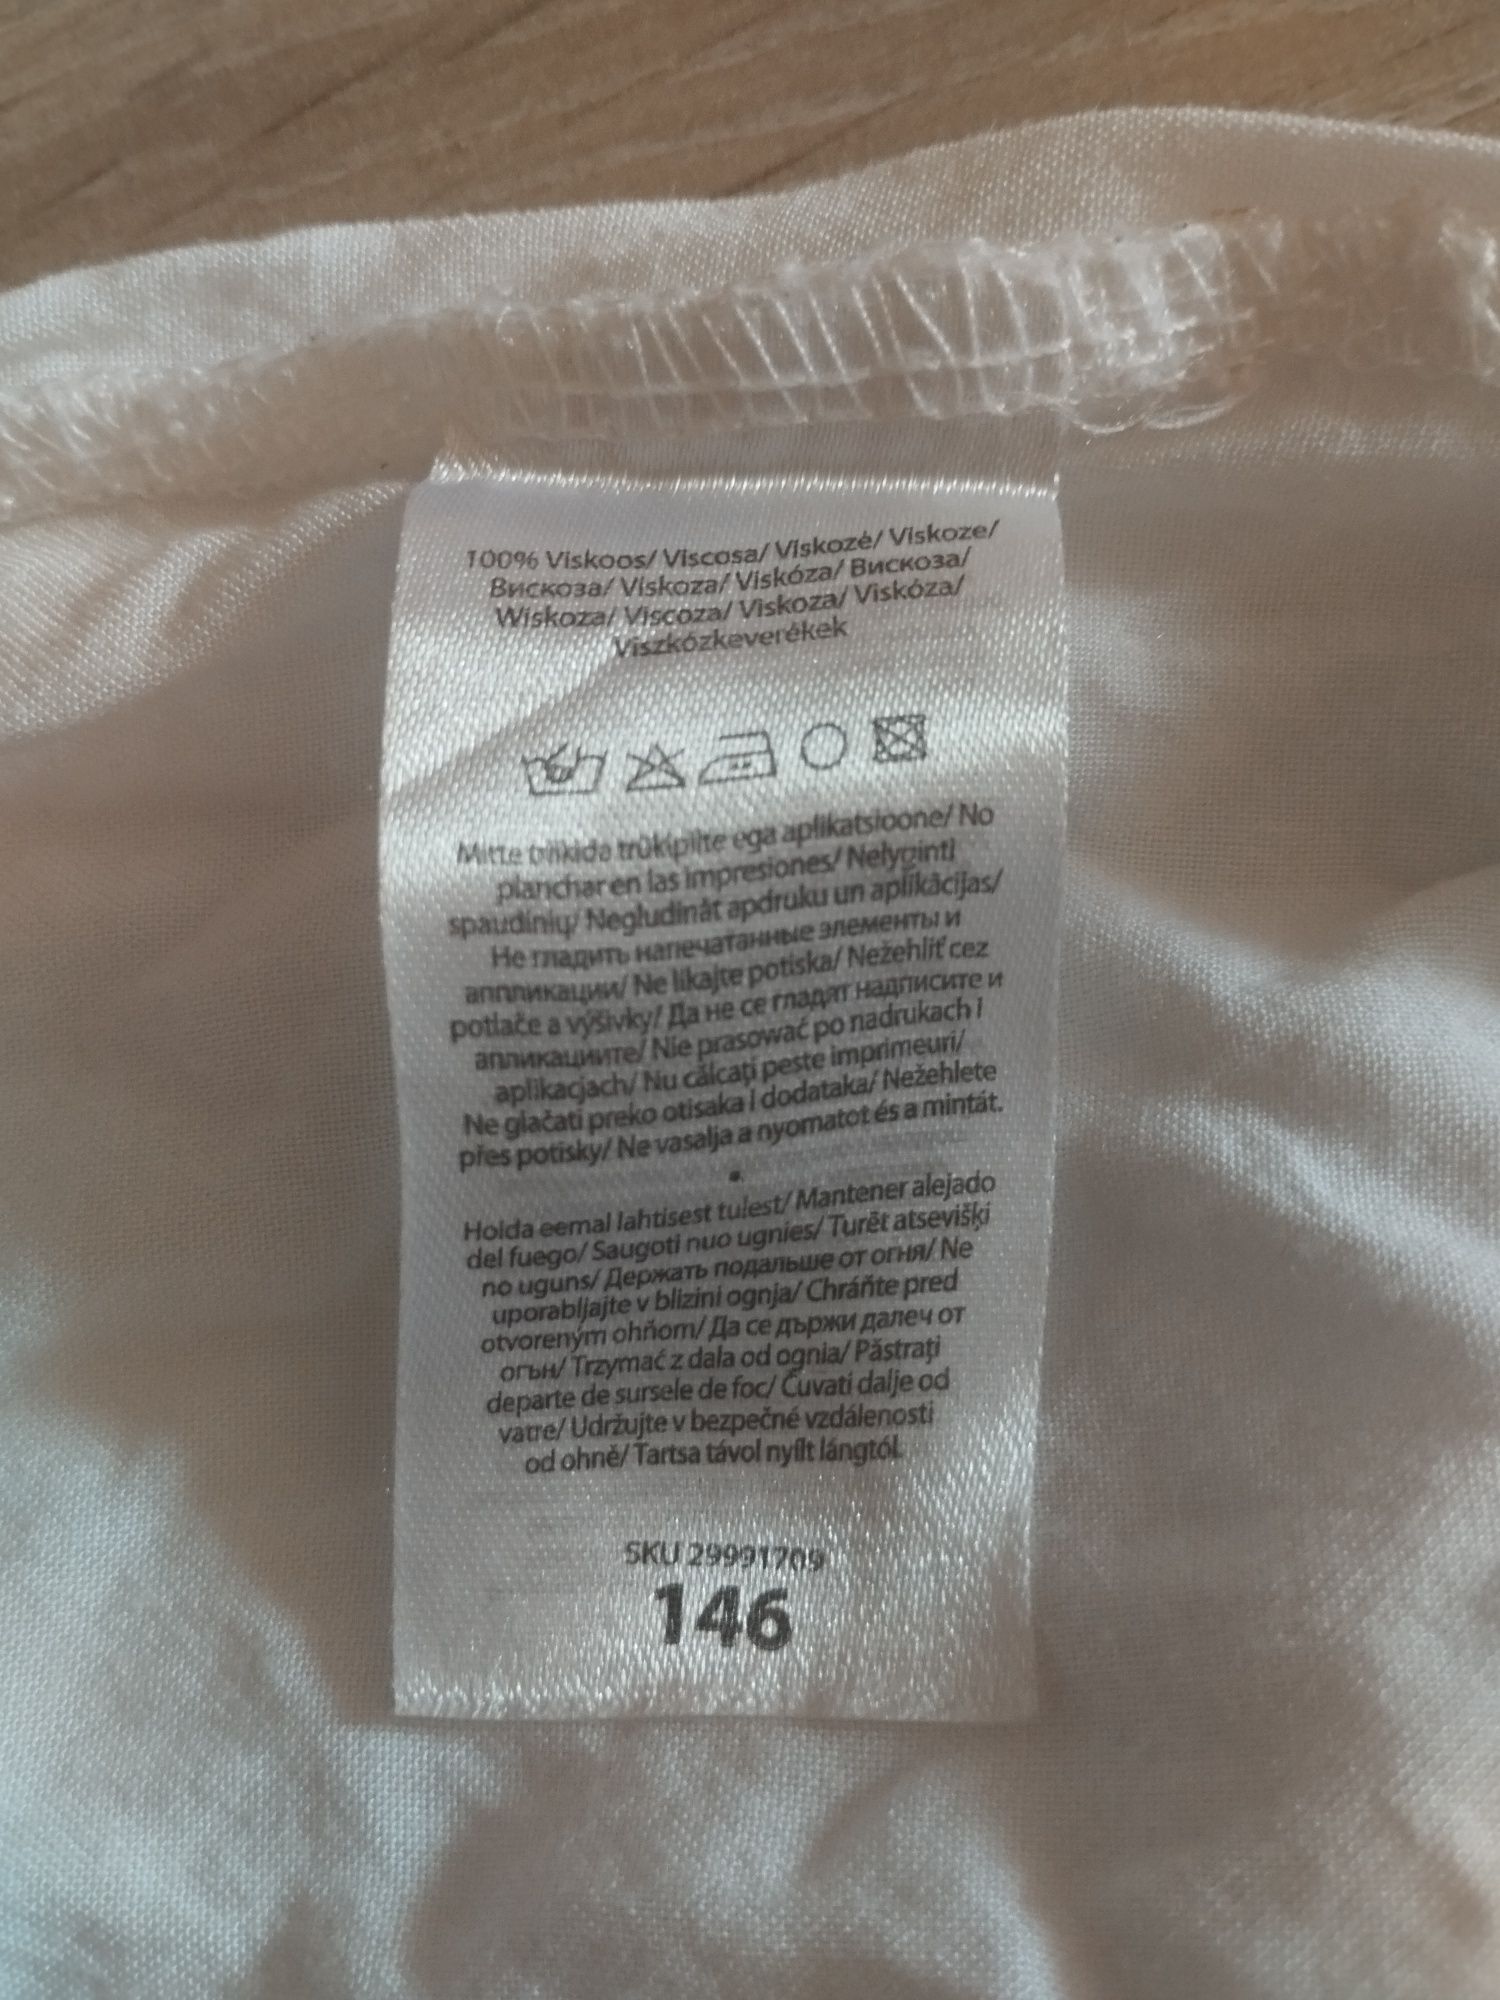 100% Viskoos/ Viscosa/ Viskozė/ Viskoze/
Вискоза/ Viskoza/ Viskóza/ Вискоза/
Wiskoza/ Viscoza/ Viskoza/ Viskóza/
Viszkózkeverékek
Mitte triikida trükipilte ega aplikatsioone/ No
planchar en las impresiones/ Nelyginti
spaudinių/ Negludināt apdruku un aplikācijas/
Не гладить напечатанные элементы и
апппикации/ Ne likajte potiska/ Nežehliť cez
potlače a výšivky/ Да не се гладят надписите и
апликациите/ Nie prasować po nadrukach i
aplikacjach/ Nu călcați peste imprimeuri/
Ne glačati preko otisaka i dodataka/ Nežehlete
přes potisky/ Ne vasalja a nyomatot és a mintát.
Hoida eemal lahtisest tulest/ Mantener alejado
del fuego/ Saugoti nuo ugnies/ Turēt atsevišķi
no uguns/ Держать подальше от огня/ Ne
uporabljajte v blizini ognja/ Chráňte pred
otvoreným ohňom/ Да се държи далеч от
огън/ Trzymać z dala od ognia/ Păstrați
departe de sursele de foc/ Čuvati dalje od
vatre/ Udržujte v bezpečné vzdálenosti
od ohně/ Tartsa távol nyílt lángtól.
SKU 29991709
146